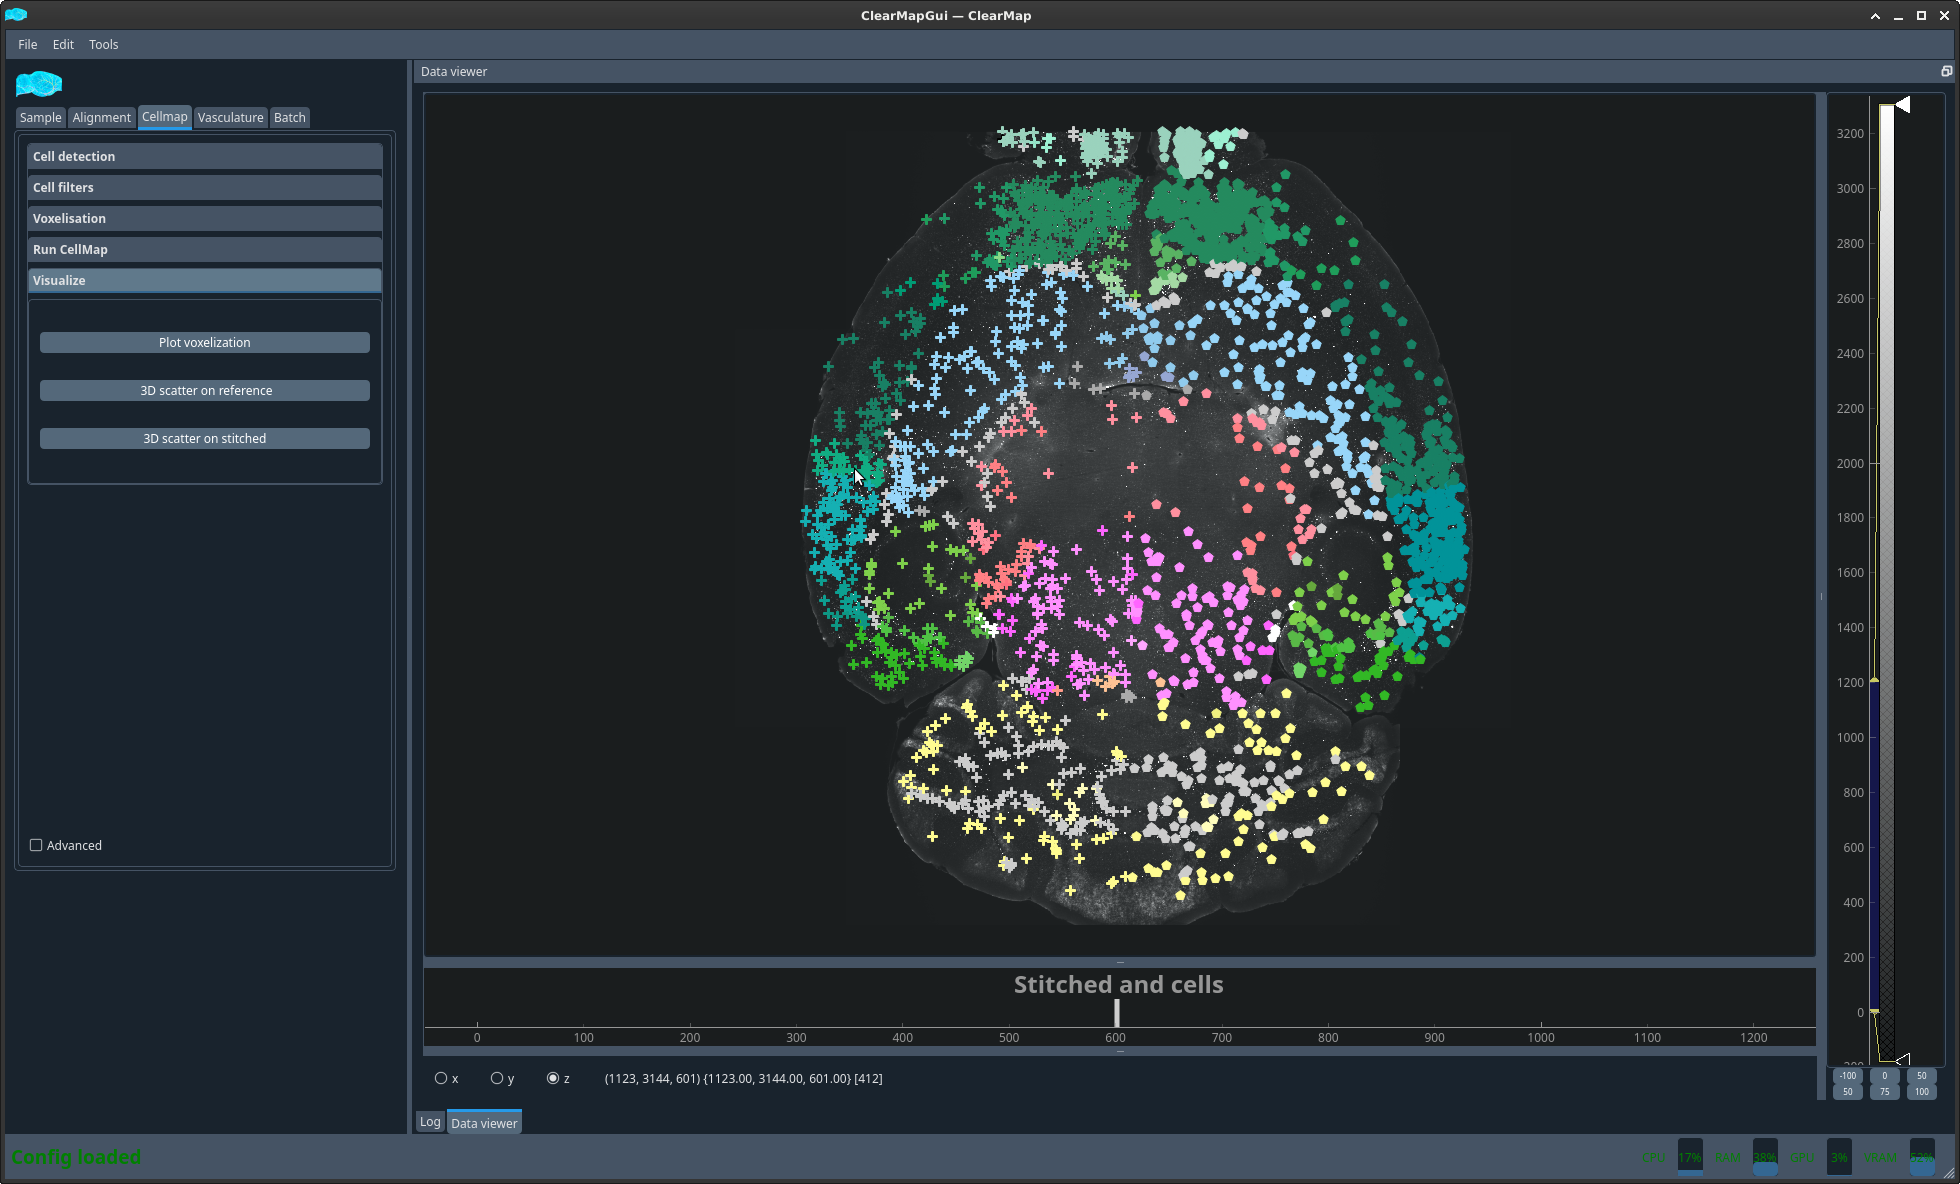 ClearMapGui — ClearMap
File Edit Tools
Data viewer
Sample Alignment Cellmap Vasculature Batch
Cell detection
Cell filters
Voxelisation
Run CellMap
Visualize
Plot voxelization
3D scatter on reference
3D scatter on stitched
Advanced
3200
3000
2800
2600
2400
2200
2000
1800
1600
1400
1200
1000
800
600
400
200
0
Stitched and cells
0 100 200 300 400 500 600 700 800 900 1000 1100 1200
x y z (1123, 3144, 601) {1123.00, 3144.00, 601.00} [412]
-100 0 50
50 75 100
Log Data viewer
Config loaded
CPU 17% RAM 38% GPU 3% VRAM